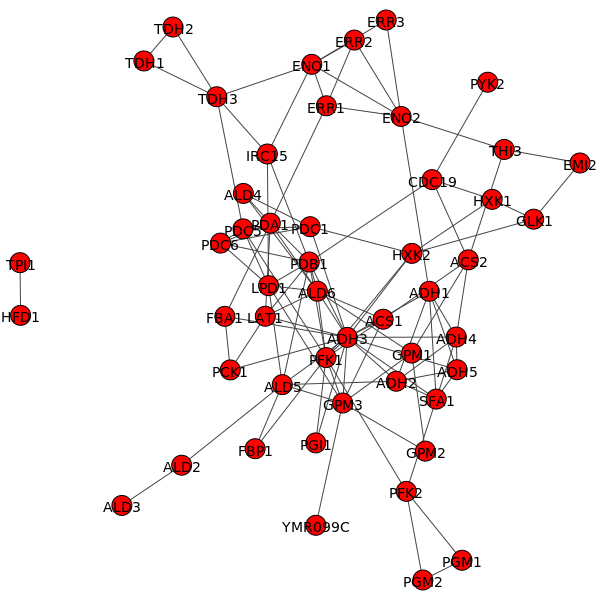 ERR3
TDH2
ERR2
TDH1
ENO1
PYK2
TDH3
ERR1
ENO2
IRC15
THI3
EMI2
CDC19
ALD4
HXK1
GLK1
PDC5
PDA1
PDC1
PDC6
HXK2
TPI1
PDB1
ACS2
LPD1
ALD6
ADH1
HFD1
FBA1
LAT1
ACS1
ADH3
ADH4
PFK1
GPM1
PCK1
ADH2
ADH5
ALD5
GPM3
SFA1
FBP1
PGI1
GPM2
ALD2
PFK2
ALD3
YMR099C
PGM1
PGM2